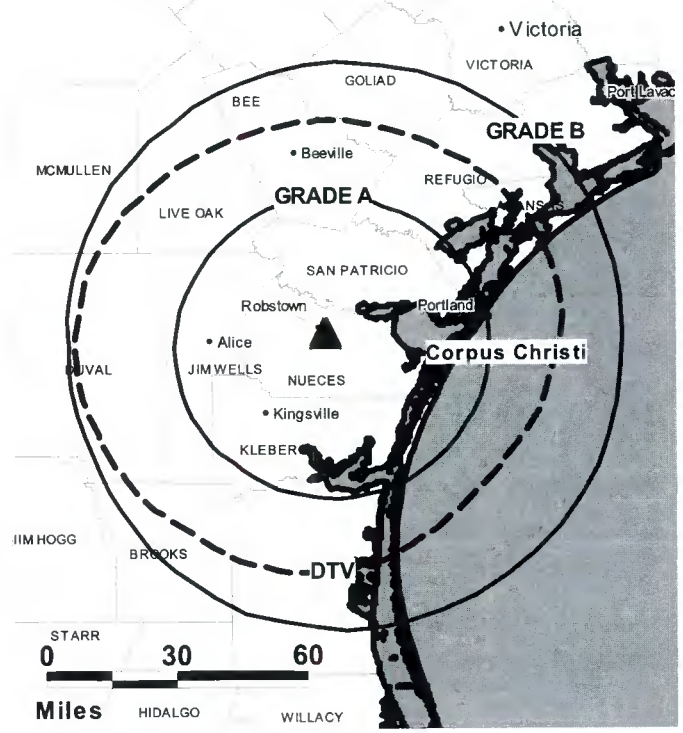 Victoria
VICTORIA
GOLIAD
Port Lavac
BEE
GRADE B
Beeville
MCMULLEN
REFUGIO
GRADE A
LIVE OAK
SAN PATRICIO
Robstown
Portland
Alice
Corpus Christi
DUVAL
JIM WELLS
NUECES
Kingsville
KLEBERG
JIM HOGG
BROOKS
DTV
STARR
0 30 60
Miles
HIDALGO
WILLACY